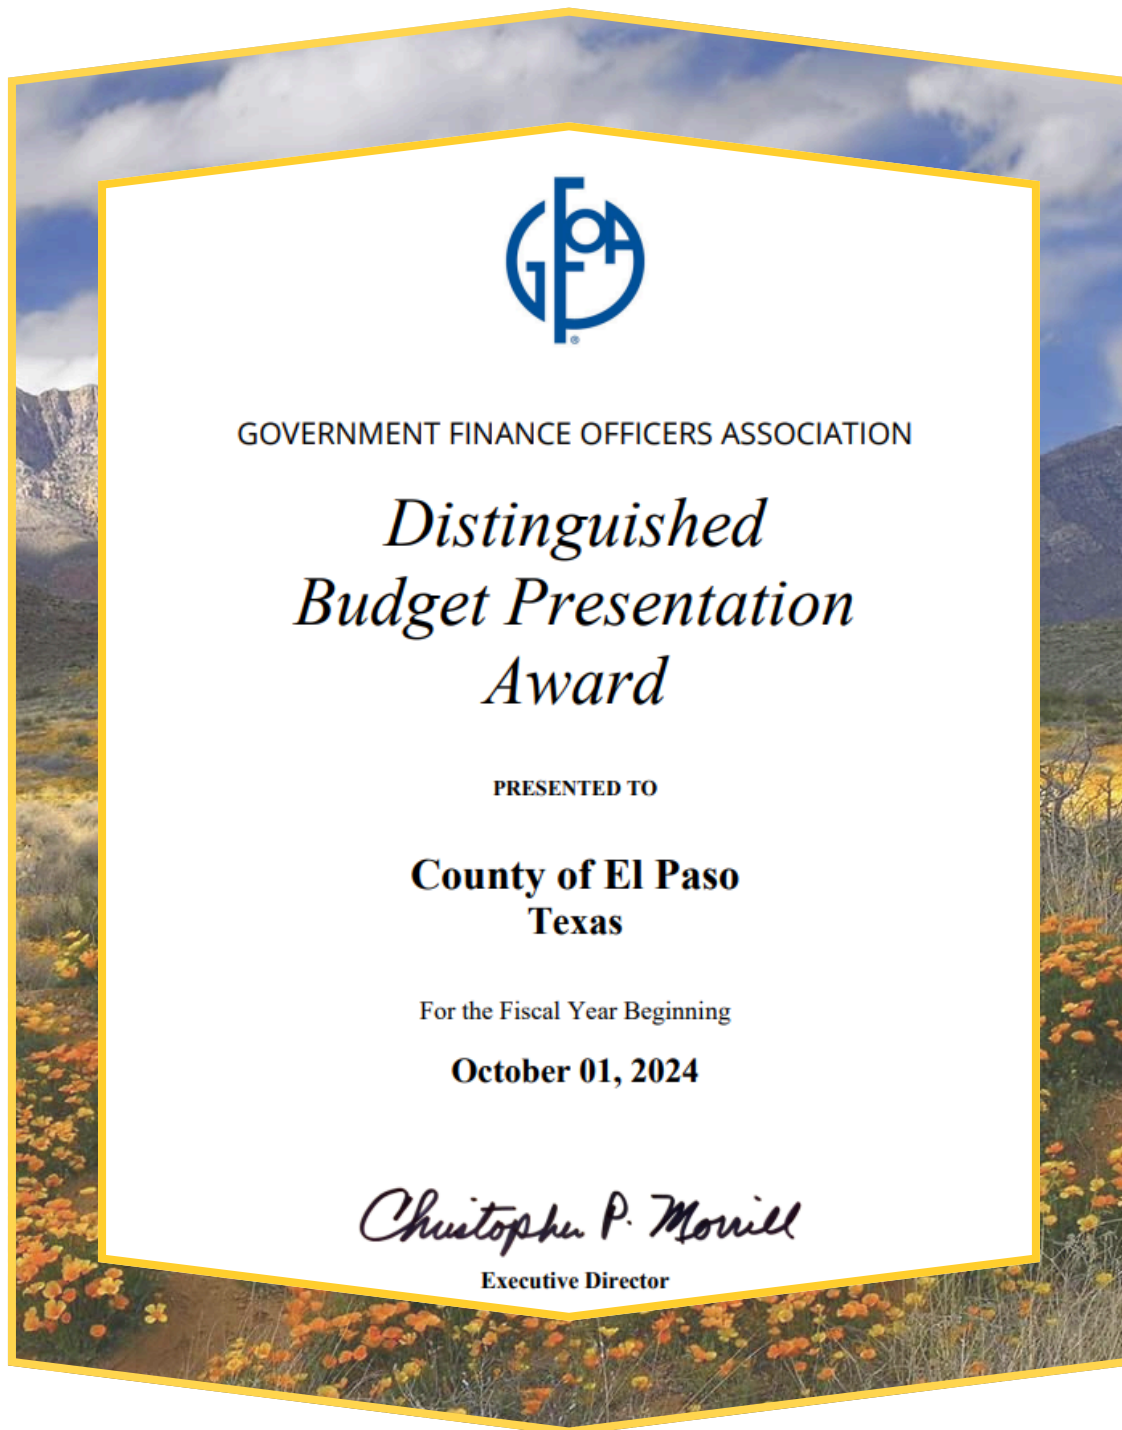 GFOA
®
GOVERNMENT FINANCE OFFICERS ASSOCIATION
Distinguished
Budget Presentation
Award
PRESENTED TO
County of El Paso
Texas
For the Fiscal Year Beginning
October 01, 2024
Christopher P. Morrill
Executive Director